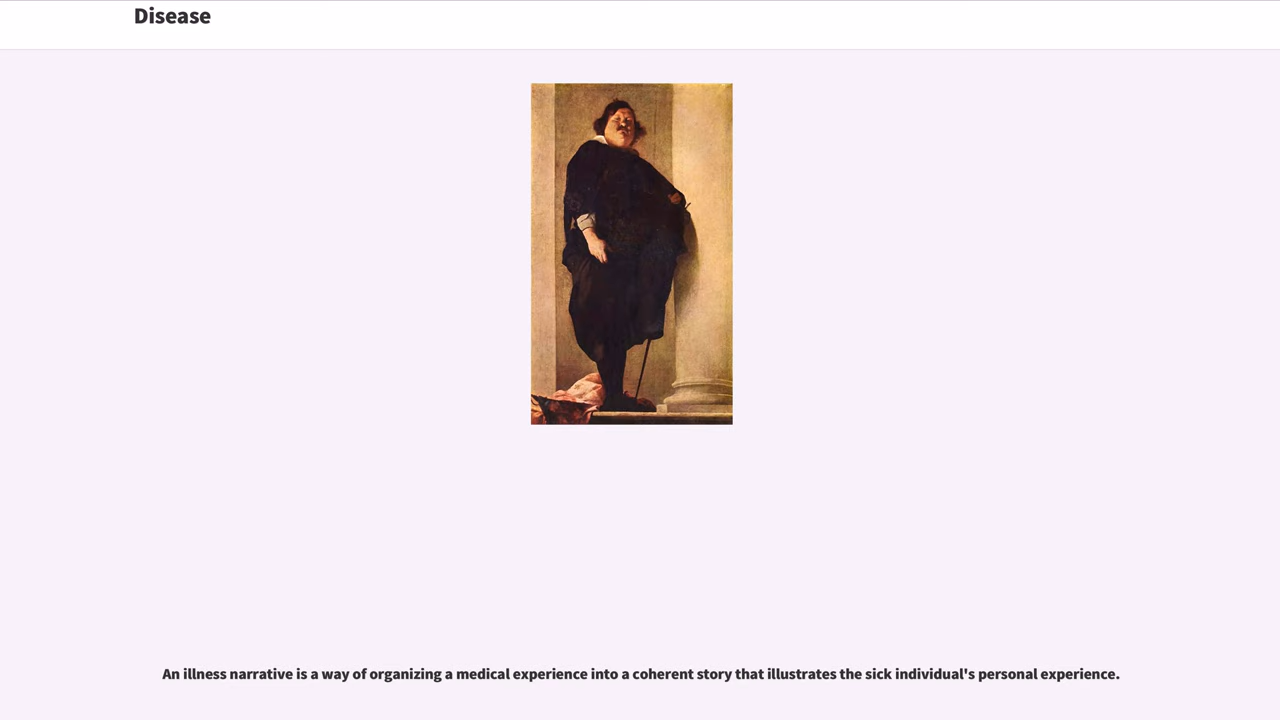 Disease
An illness narrative is a way of organizing a medical experience into a coherent story that illustrates the sick individual's personal experience.